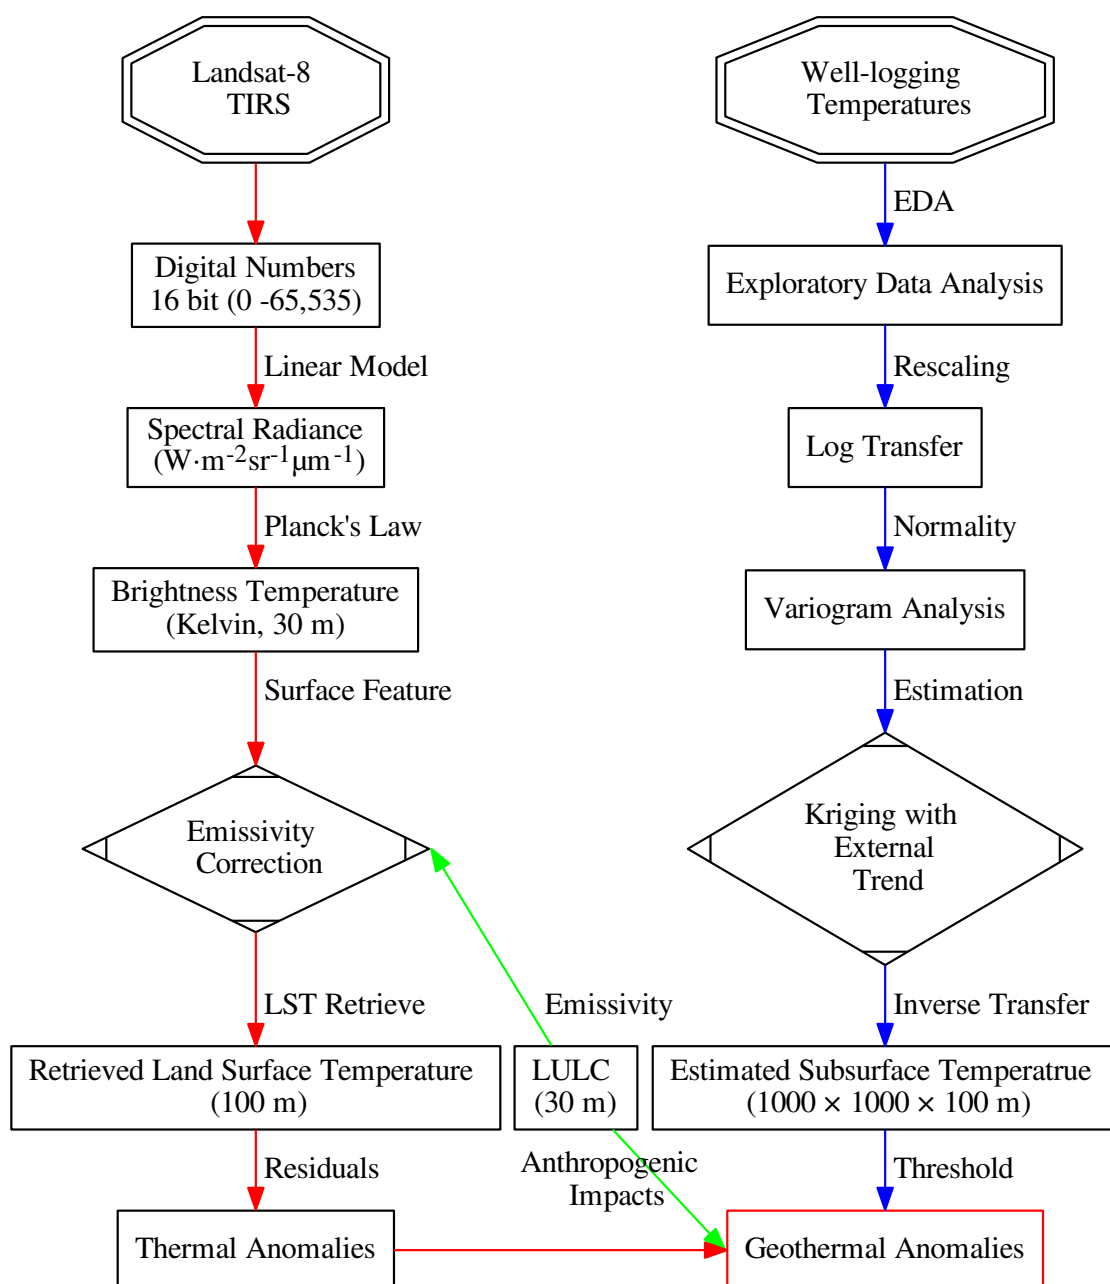 Landsat-8
TIRS
Digital Numbers
16 bit (0 -65,535)
Linear Model
Spectral Radiance
(W·m-2sr-1µm-1)
Planck's Law
Brightness Temperature
(Kelvin, 30 m)
Surface Feature
Emissivity
Correction
LST Retrieve
Retrieved Land Surface Temperature
(100 m)
Residuals
Thermal Anomalies
Emissivity
LULC
(30 m)
Anthropogenic
Impacts
Well-logging
Temperatures
EDA
Exploratory Data Analysis
Rescaling
Log Transfer
Normality
Variogram Analysis
Estimation
Kriging with
External
Trend
Inverse Transfer
Estimated Subsurface Temperatrue
(1000 × 1000 × 100 m)
Threshold
Geothermal Anomalies